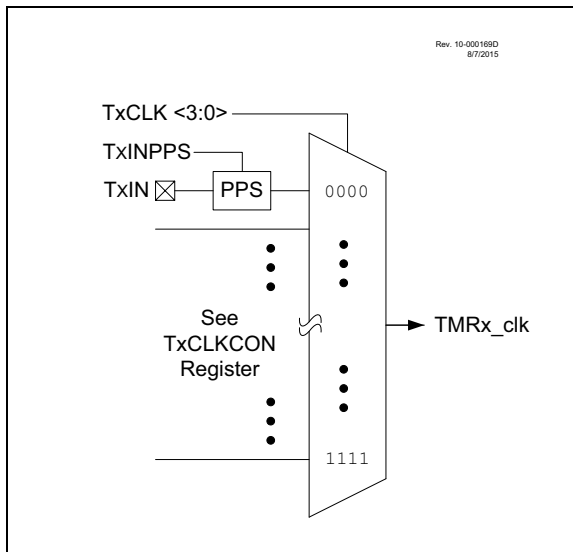 Rev. 10-000169D
8/7/2015
TxCLK <3:0>
TxINPPS
TxIN
PPS
0000
See
TxCLKCON
Register
TMRx_clk
1111